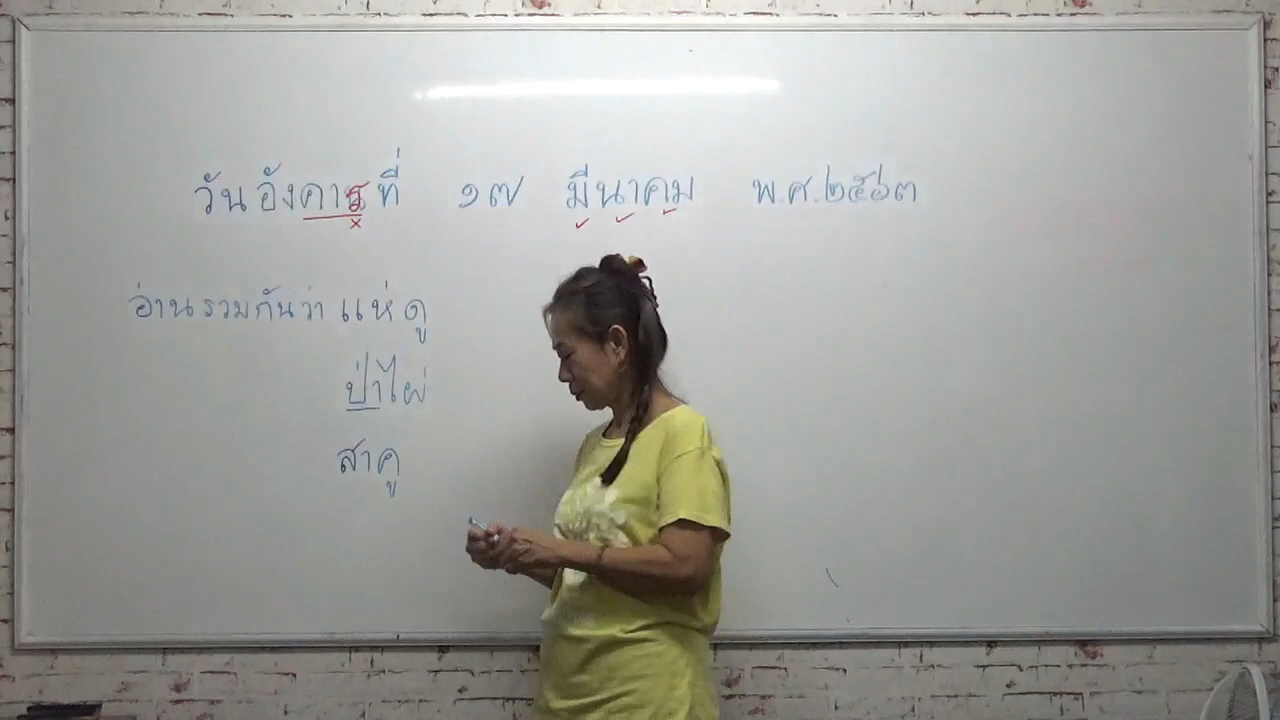 วันอังคารที่ ๑๗ มีนาคม พ.ศ.๒๕๖๓
อ่านรวมกันว่า แห่ ดู
ป่าไผ่
สาคู